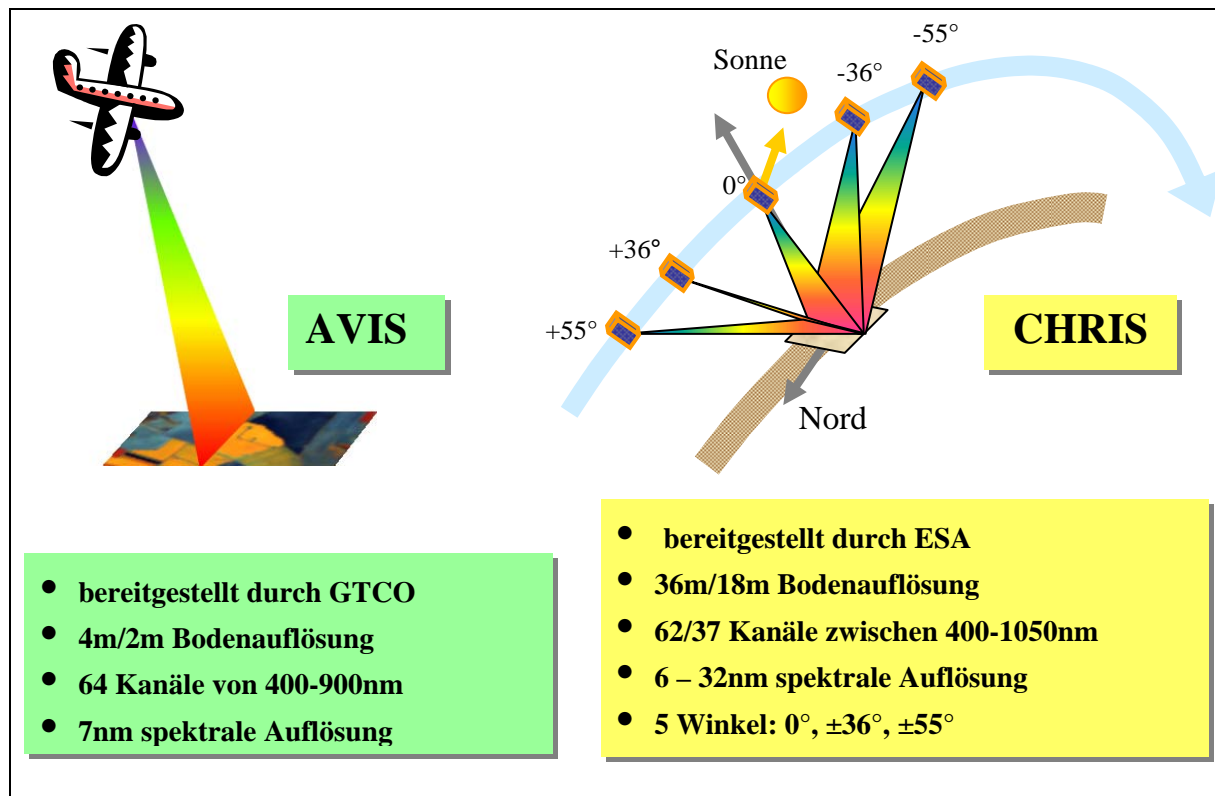 -55°
Sonne
-36°
0°
+36°
+55°
AVIS
CHRIS
Nord
• bereitgestellt durch GTCO
• 4m/2m Bodenauflösung
• 64 Kanäle von 400-900nm
• 7nm spektrale Auflösung
• bereitgestellt durch ESA
• 36m/18m Bodenauflösung
• 62/37 Kanäle zwischen 400-1050nm
• 6 – 32nm spektrale Auflösung
• 5 Winkel: 0°, ±36°, ±55°